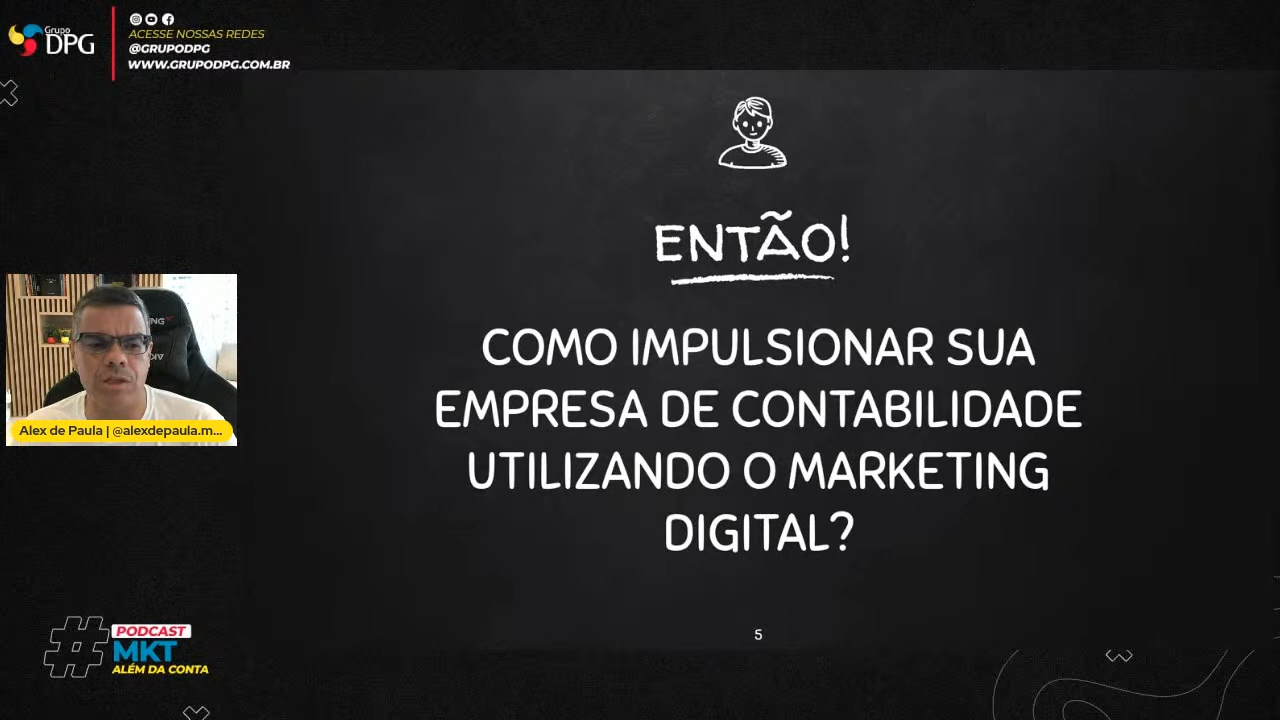 Grupo
DPG
ACESSE NOSSAS REDES
@GRUPODPG
WWW.GRUPODPG.COM.BR
ENTÃO!
COMO IMPULSIONAR SUA
EMPRESA DE CONTABILIDADE
UTILIZANDO O MARKETING
DIGITAL?
Alex de Paula | @alexdepaula.m...
PODCAST
MKT
ALÉM DA CONTA
5